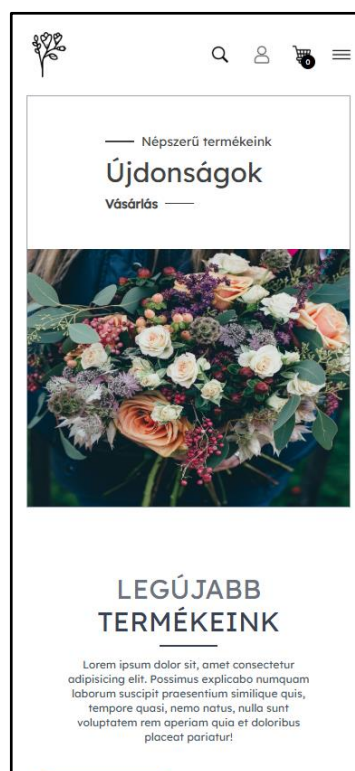 0
Népszerű termékeink
Újdonságok
Vásárlás
LEGÚJABB
TERMÉKEINK
Lorem ipsum dolor sit, amet consectetur
adipisicing elit. Possimus explicabo numquam
laborum suscipit praesentium similique quis,
tempore quasi, nemo natus, nulla sunt
voluptatem rem aperiam quia et doloribus
placeat pariatur!